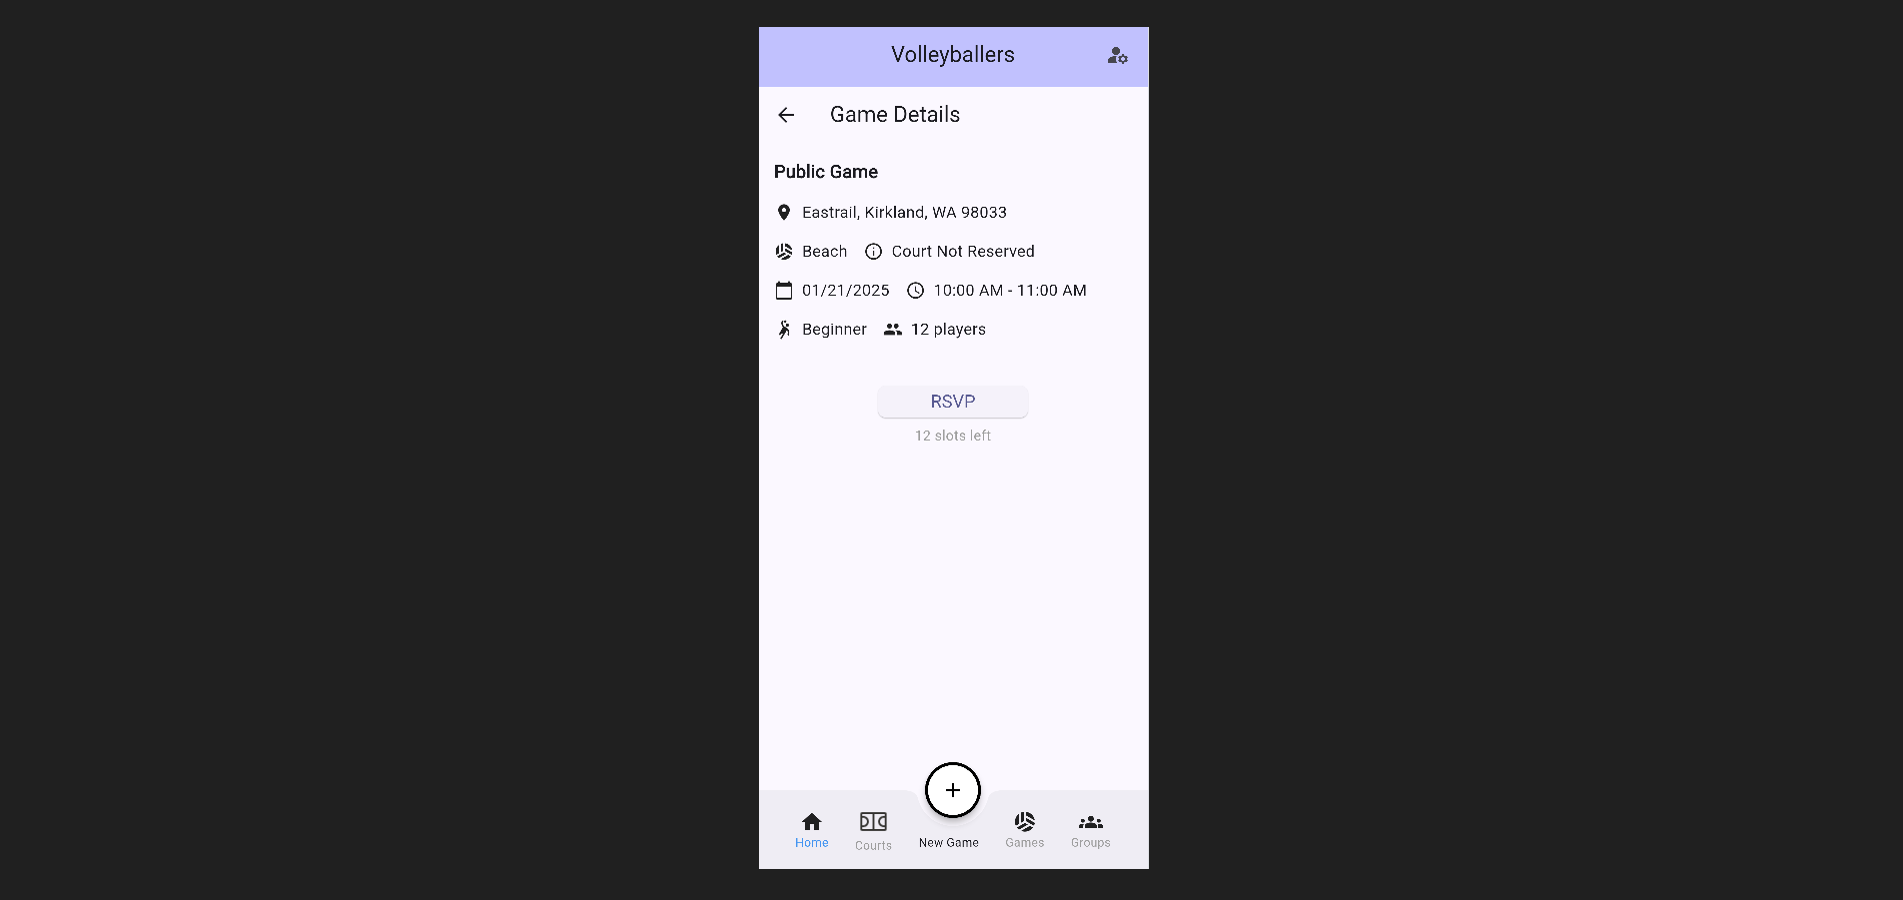 Volleyballers
Game Details
Public Game
Eastrail, Kirkland, WA 98033
Beach Court Not Reserved
01/21/2025 10:00 AM - 11:00 AM
Beginner 12 players
RSVP
12 slots left
Home Courts New Game Games Groups